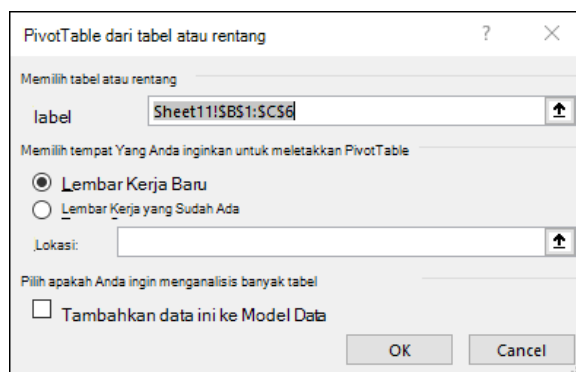 PivotTable dari tabel atau rentang ?
Memilih tabel atau rentang
label Sheet11!$B$1:$C$6
Memilih tempat Yang Anda inginkan untuk meletakkan PivotTable
Lembar Kerja Baru
Lembar Kerja yang Sudah Ada
Lokasi:
Pilih apakah Anda ingin menganalisis banyak tabel
Tambahkan data ini ke Model Data
OK Cancel